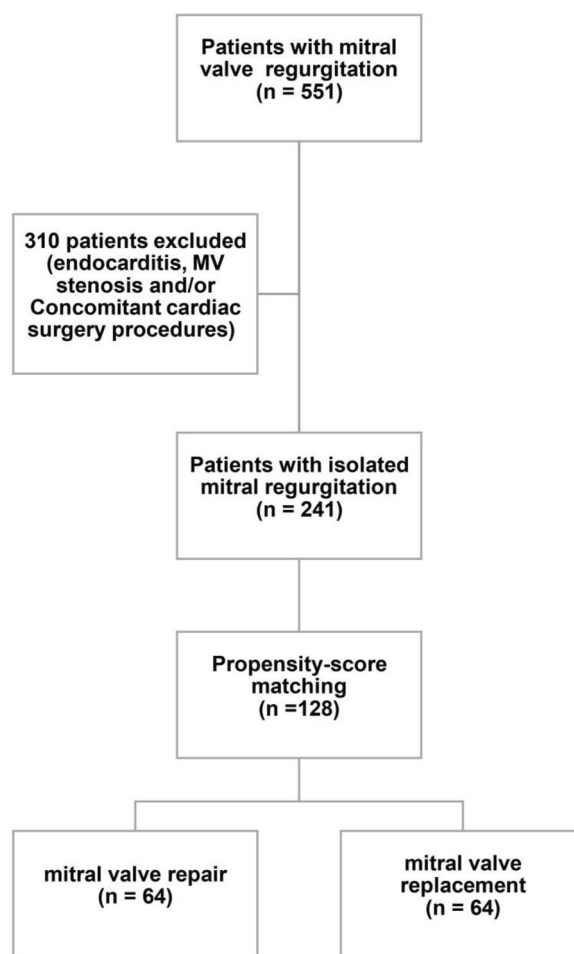 Patients with mitral
valve regurgitation
(n = 551)
310 patients excluded
(endocarditis, MV
stenosis and/or
Concomitant cardiac
surgery procedures)
Patients with isolated
mitral regurgitation
(n = 241)
Propensity-score
matching
(n =128)
mitral valve repair
(n = 64)
mitral valve
replacement
(n = 64)